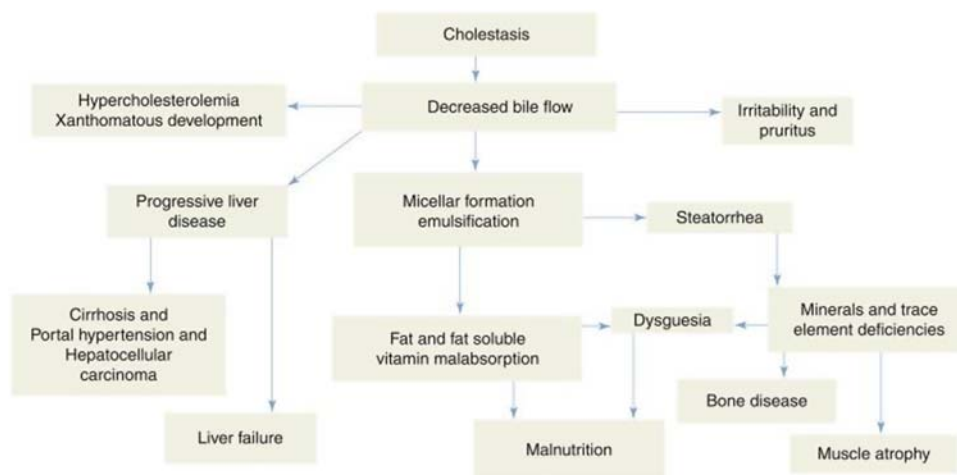 Cholestasis
Hypercholesterolemia
Xanthomatous development
Decreased bile flow
Irritability and
pruritus
Progressive liver
disease
Micellar formation
emulsification
Steatorrhea
Cirrhosis and
Portal hypertension and
Hepatocellular
carcinoma
Fat and fat soluble
vitamin malabsorption
Dysguesia
Minerals and trace
element deficiencies
Bone disease
Liver failure
Malnutrition
Muscle atrophy